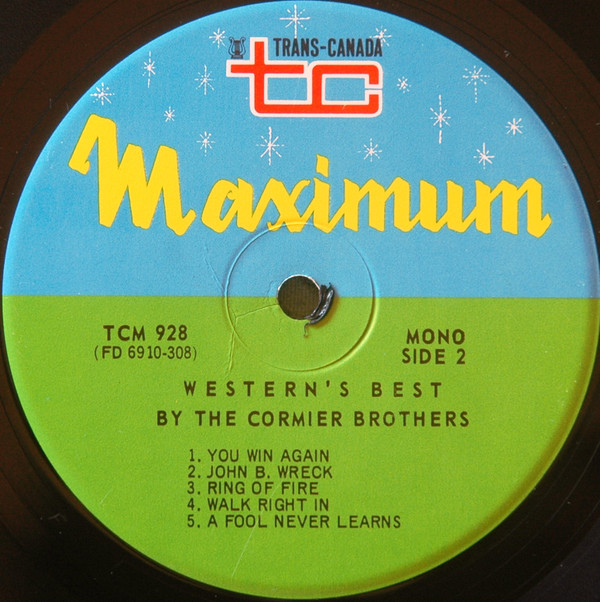 TRANS-CANADA
tc
Maximum
TCM 928
(FD 6910-308)
MONO
SIDE 2
WESTERN'S BEST
BY THE CORMIER BROTHERS
1. YOU WIN AGAIN
2. JOHN B. WRECK
3. RING OF FIRE
4. WALK RIGHT IN
5. A FOOL NEVER LEARNS